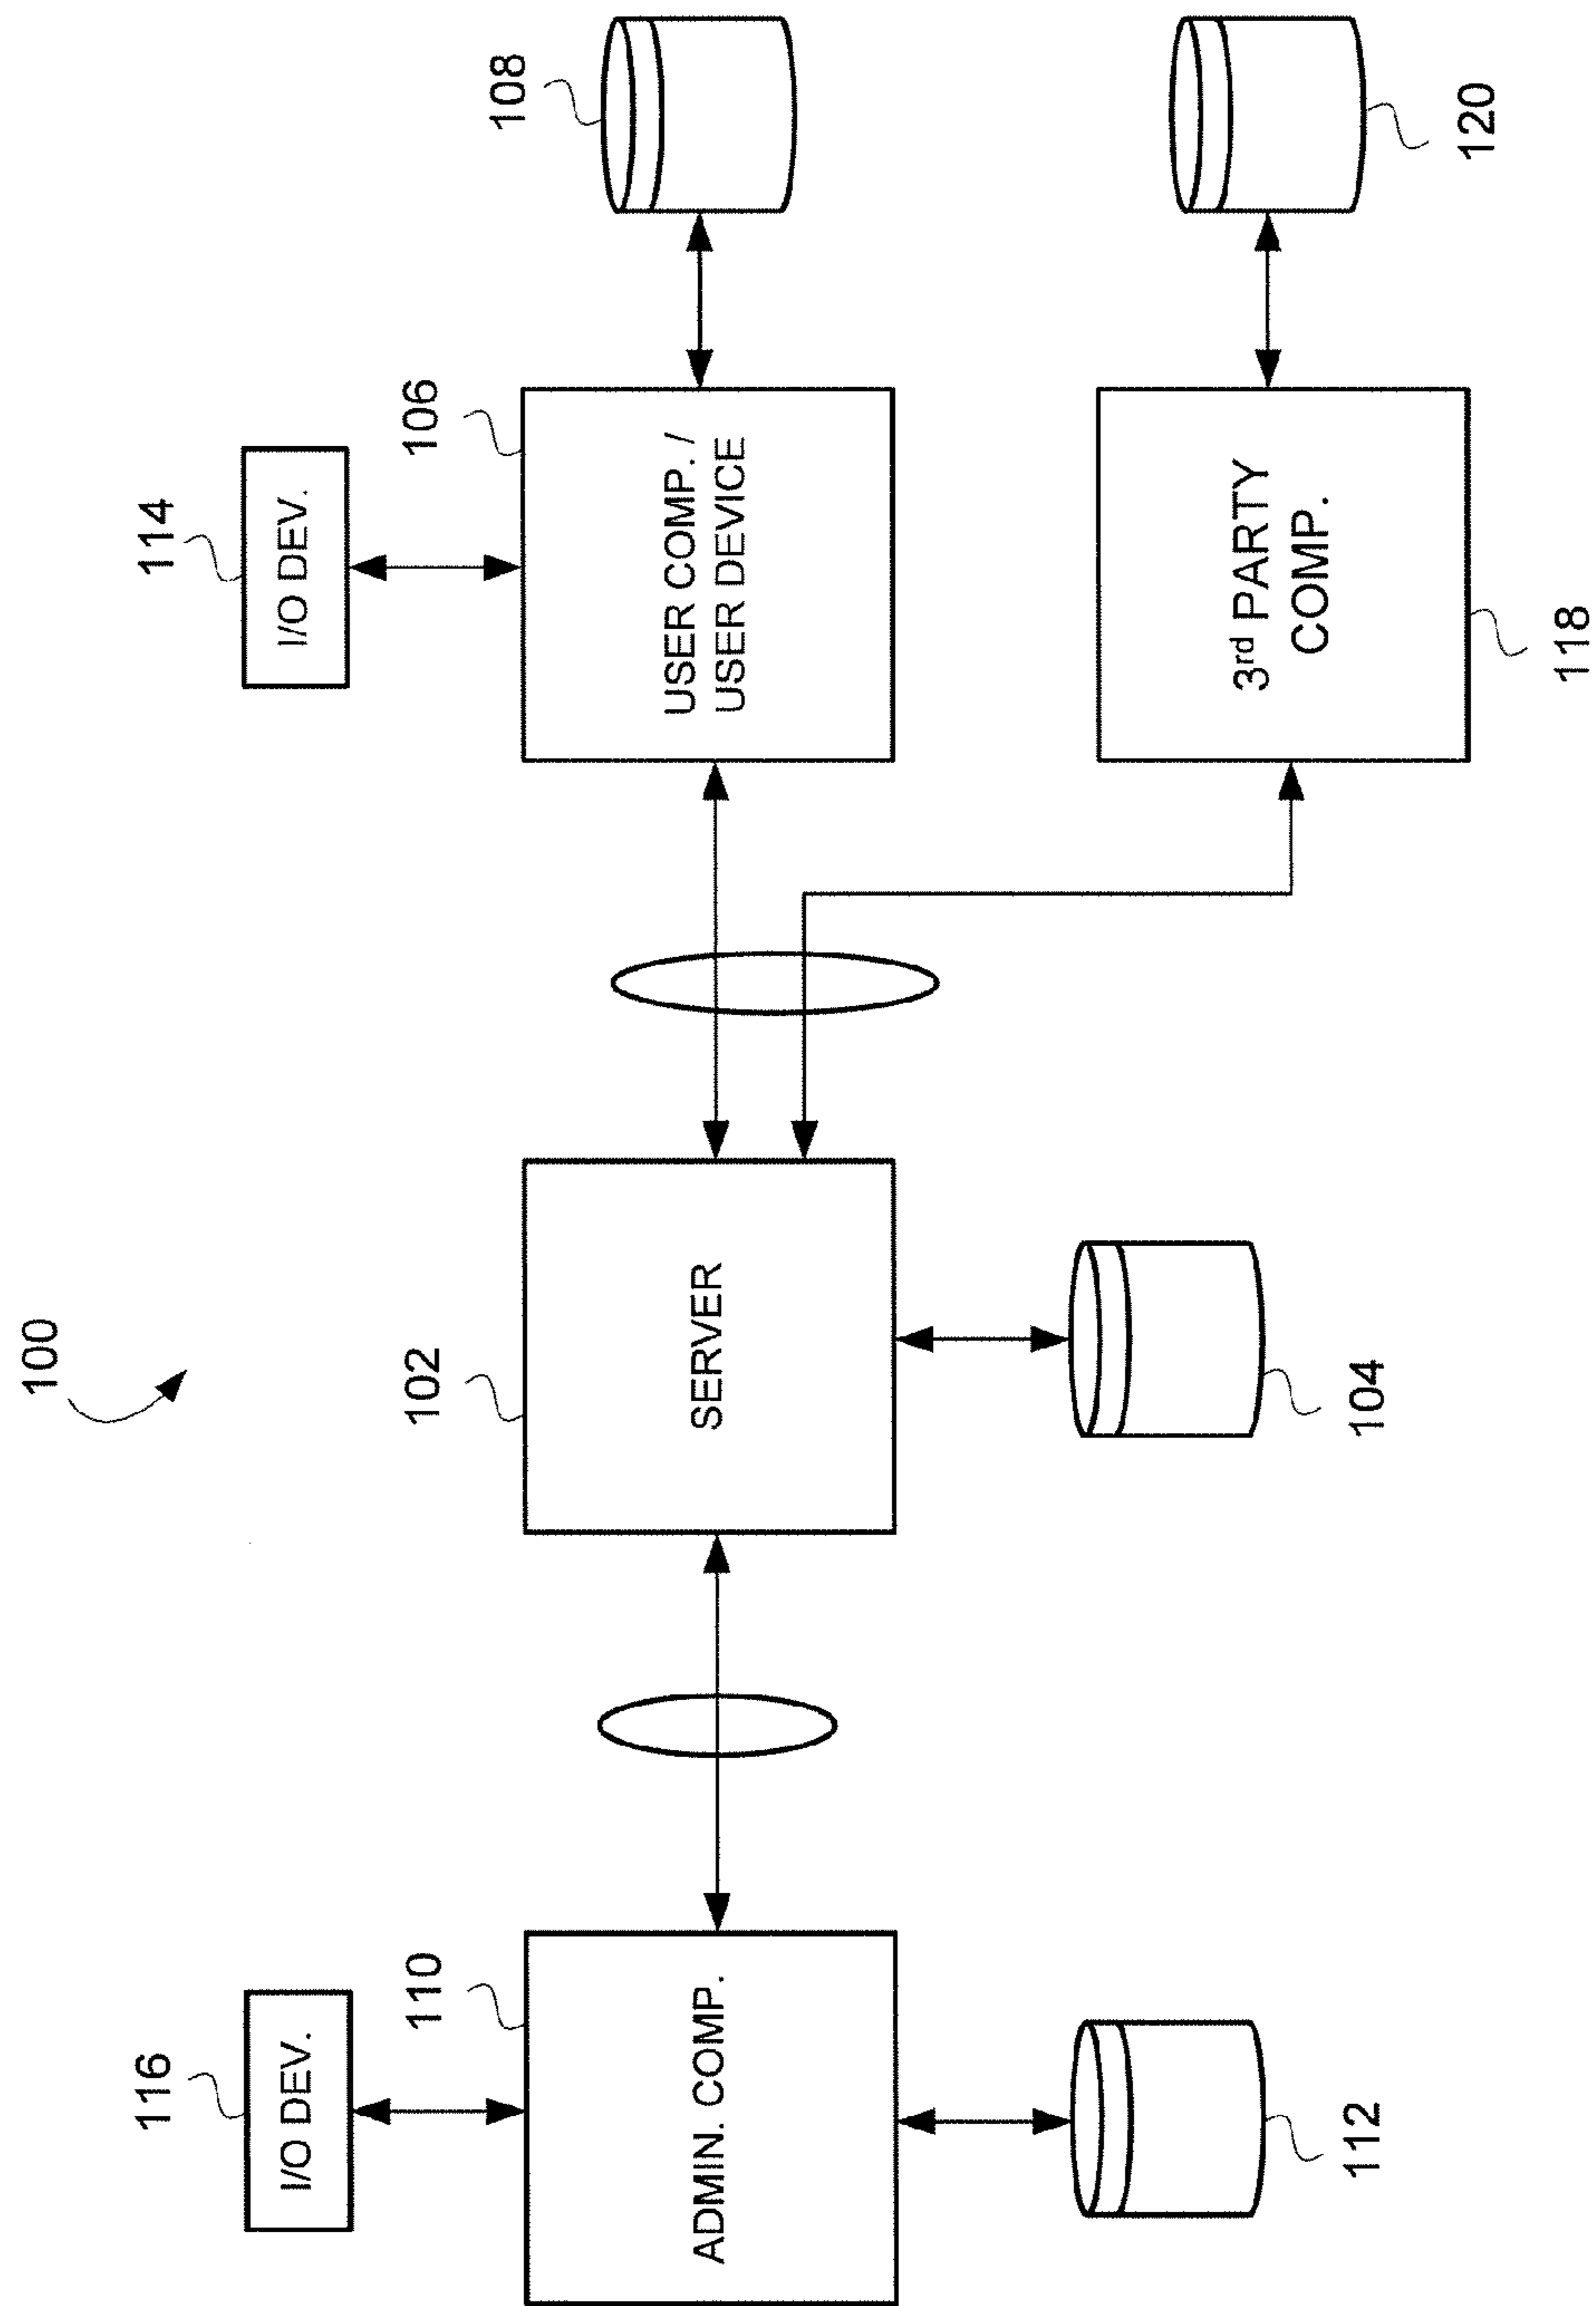 100
116
I/O DEV.
110
ADMIN. COMP.
112
102
SERVER
104
114
I/O DEV.
106
USER COMP. /
USER DEVICE
108
3rd PARTY
COMP.
118
120